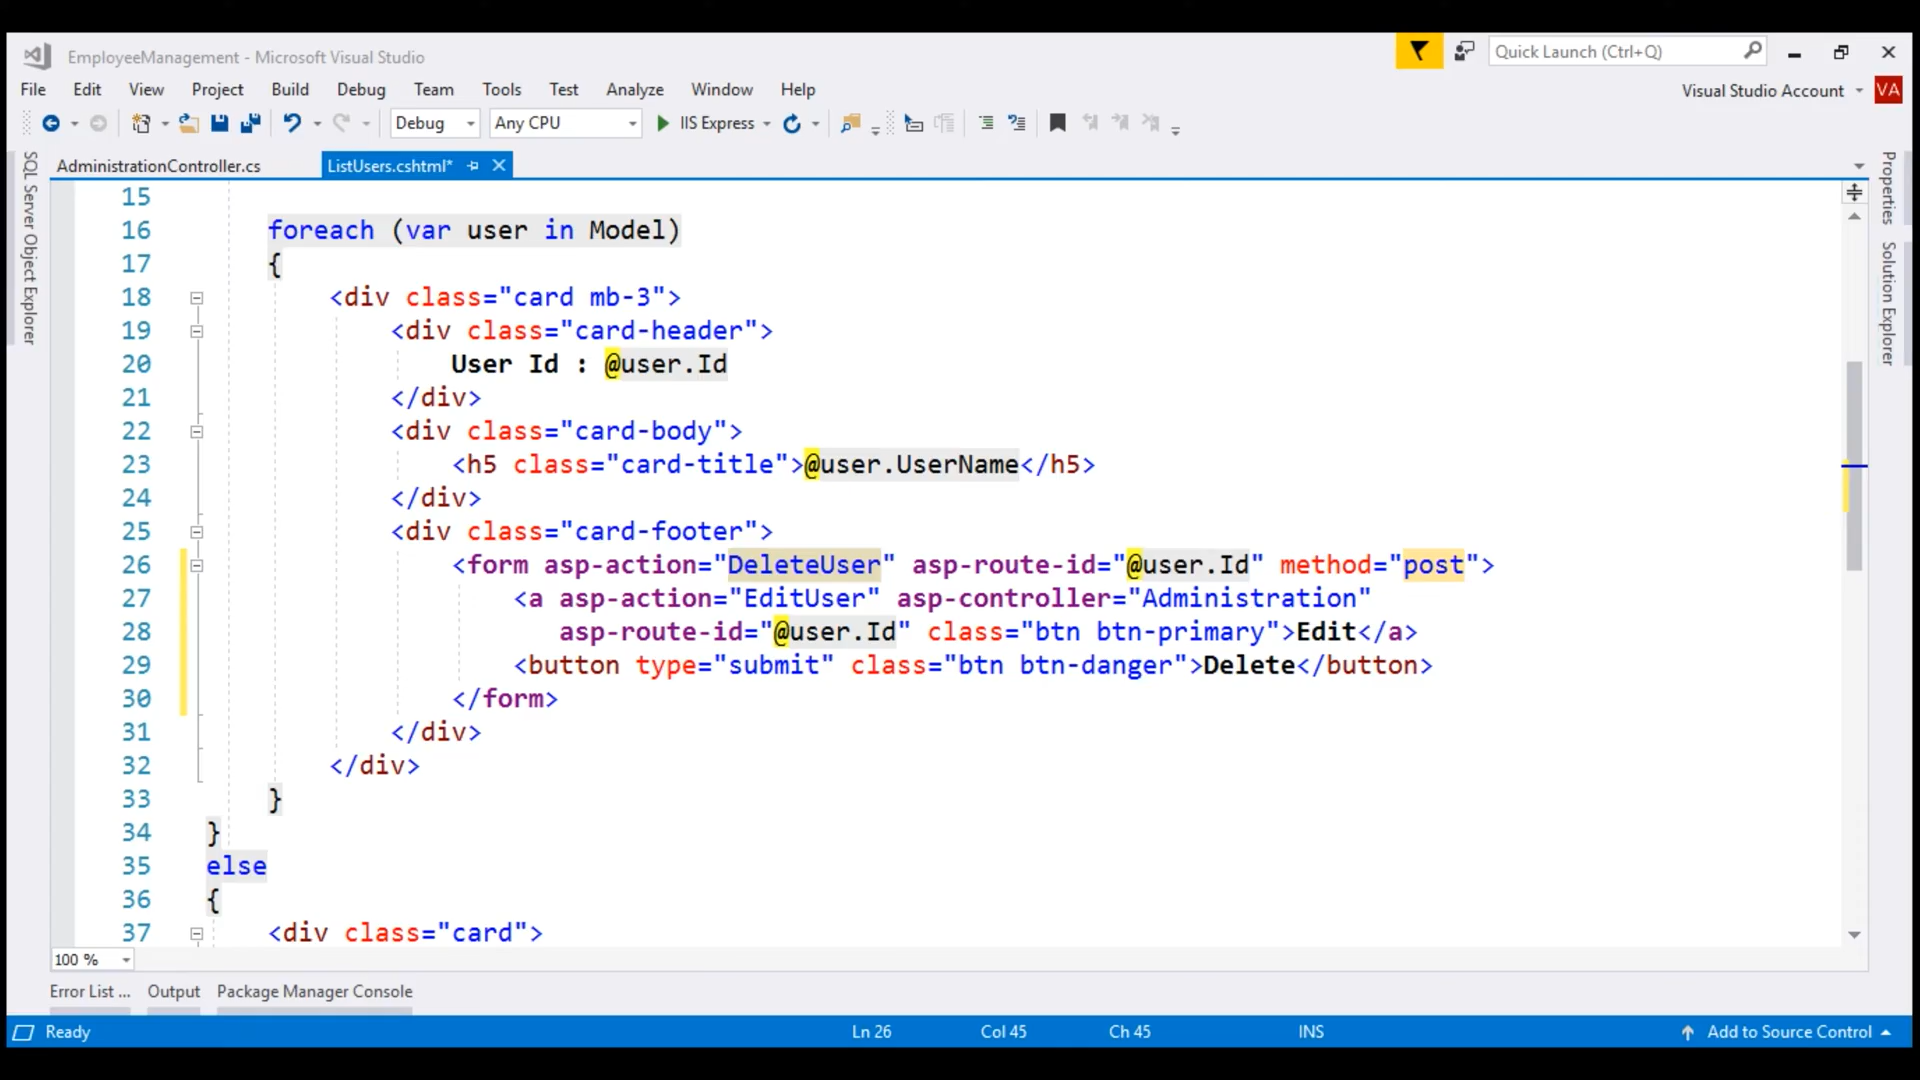 EmployeeManagement - Microsoft Visual Studio
Quick Launch (Ctrl+Q)
File Edit View Project Build Debug Team Tools Test Analyze Window Help
Visual Studio Account VA
Debug Any CPU IIS Express
SQL Server Object Explorer
AdministrationController.cs ListUsers.cshtml*
Properties
Solution Explorer
15
16 foreach (var user in Model)
17 {
18 <div class="card mb-3">
19 <div class="card-header">
20 User Id : @user.Id
21 </div>
22 <div class="card-body">
23 <h5 class="card-title">@user.UserName</h5>
24 </div>
25 <div class="card-footer">
26 <form asp-action="DeleteUser" asp-route-id="@user.Id" method="post">
27 <a asp-action="EditUser" asp-controller="Administration"
28 asp-route-id="@user.Id" class="btn btn-primary">Edit</a>
29 <button type="submit" class="btn btn-danger">Delete</button>
30 </form>
31 </div>
32 </div>
33 }
34 }
35 else
36 {
37 <div class="card">
100 %
Error List ... Output Package Manager Console
Ready Ln 26 Col 45 Ch 45 INS Add to Source Control